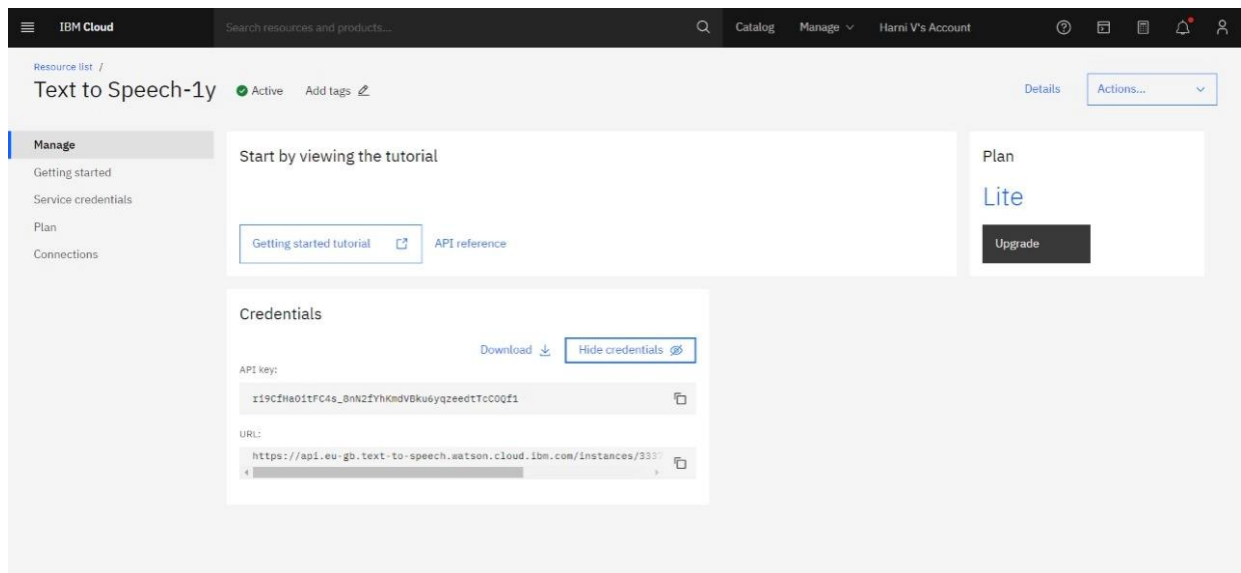 IBM Cloud
Search resources and products...
Catalog
Manage
Harni V's Account
Resource list /
Text to Speech-1y
Active
Add tags
Details
Actions...
Manage
Getting started
Service credentials
Plan
Connections
Start by viewing the tutorial
Getting started tutorial
API reference
Plan
Lite
Upgrade
Credentials
Download
Hide credentials
API key:
URL:
https://api.eu-gb.text-to-speech.watson.cloud.ibm.com/instances/333